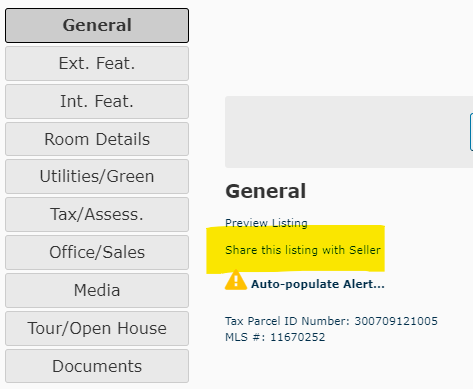 General
Ext. Feat.
Int. Feat.
Room Details
Utilities/Green
Tax/Assess.
Office/Sales
Media
Tour/Open House
Documents
General
Preview Listing
Share this listing with Seller
Auto-populate Alert...
Tax Parcel ID Number: 300709121005
MLS #: 11670252